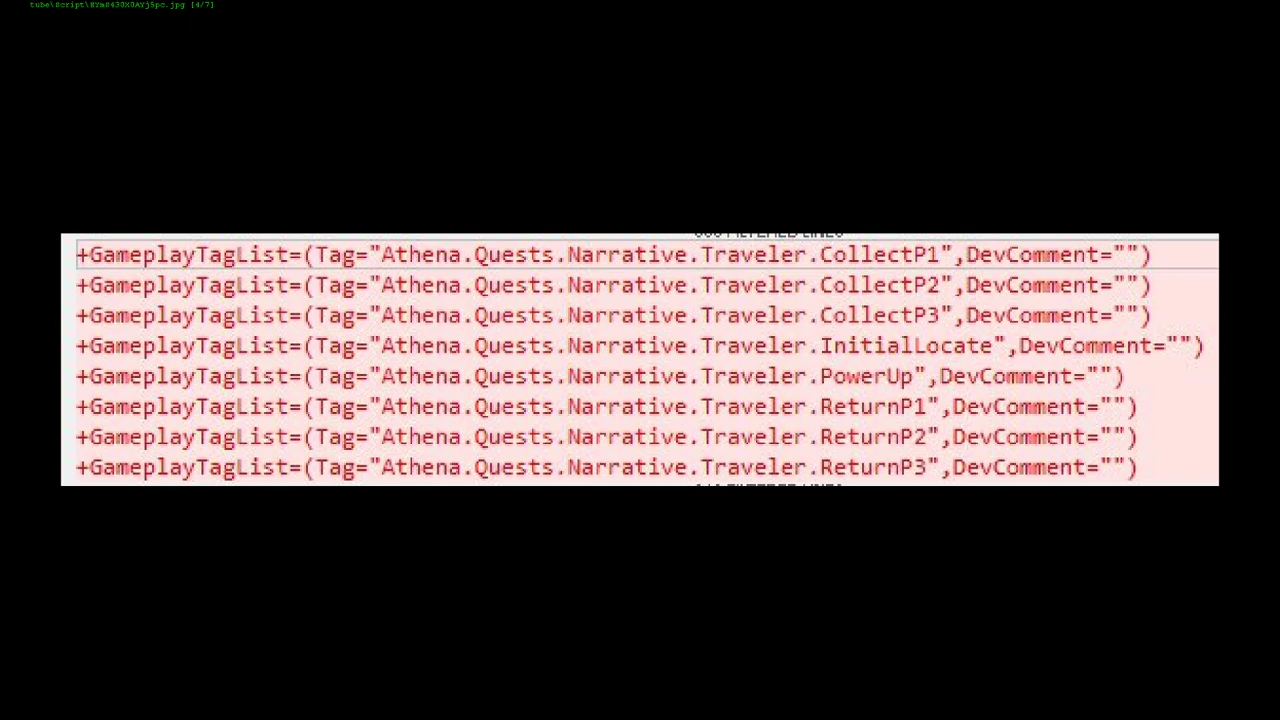 +GameplayTagList=(Tag="Athena.Quests.Narrative.Traveler.CollectP1",DevComment="")
+GameplayTagList=(Tag="Athena.Quests.Narrative.Traveler.CollectP2",DevComment="")
+GameplayTagList=(Tag="Athena.Quests.Narrative.Traveler.CollectP3",DevComment="")
+GameplayTagList=(Tag="Athena.Quests.Narrative.Traveler.InitialLocate",DevComment="")
+GameplayTagList=(Tag="Athena.Quests.Narrative.Traveler.PowerUp",DevComment="")
+GameplayTagList=(Tag="Athena.Quests.Narrative.Traveler.ReturnP1",DevComment="")
+GameplayTagList=(Tag="Athena.Quests.Narrative.Traveler.ReturnP2",DevComment="")
+GameplayTagList=(Tag="Athena.Quests.Narrative.Traveler.ReturnP3",DevComment="")